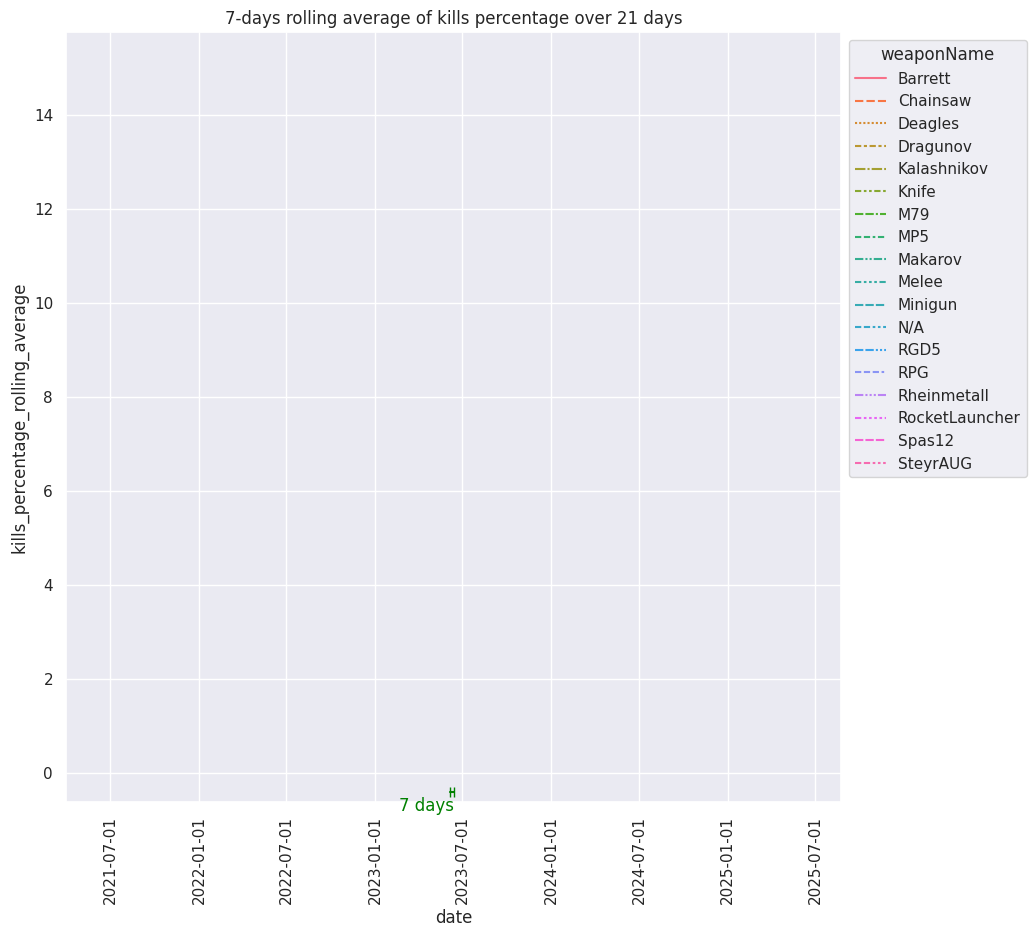 7-days rolling average of kills percentage over 21 days
kills_percentage_rolling_average
14
12
10
8
6
4
2
0
7 days
2021-07-01
2022-01-01
2022-07-01
2023-01-01
2023-07-01
2024-01-01
2024-07-01
2025-01-01
2025-07-01
date
weaponName
Barrett
Chainsaw
Deagles
Dragunov
Kalashnikov
Knife
M79
MP5
Makarov
Melee
Minigun
N/A
RGD5
RPG
Rheinmetall
RocketLauncher
Spas12
SteyrAUG